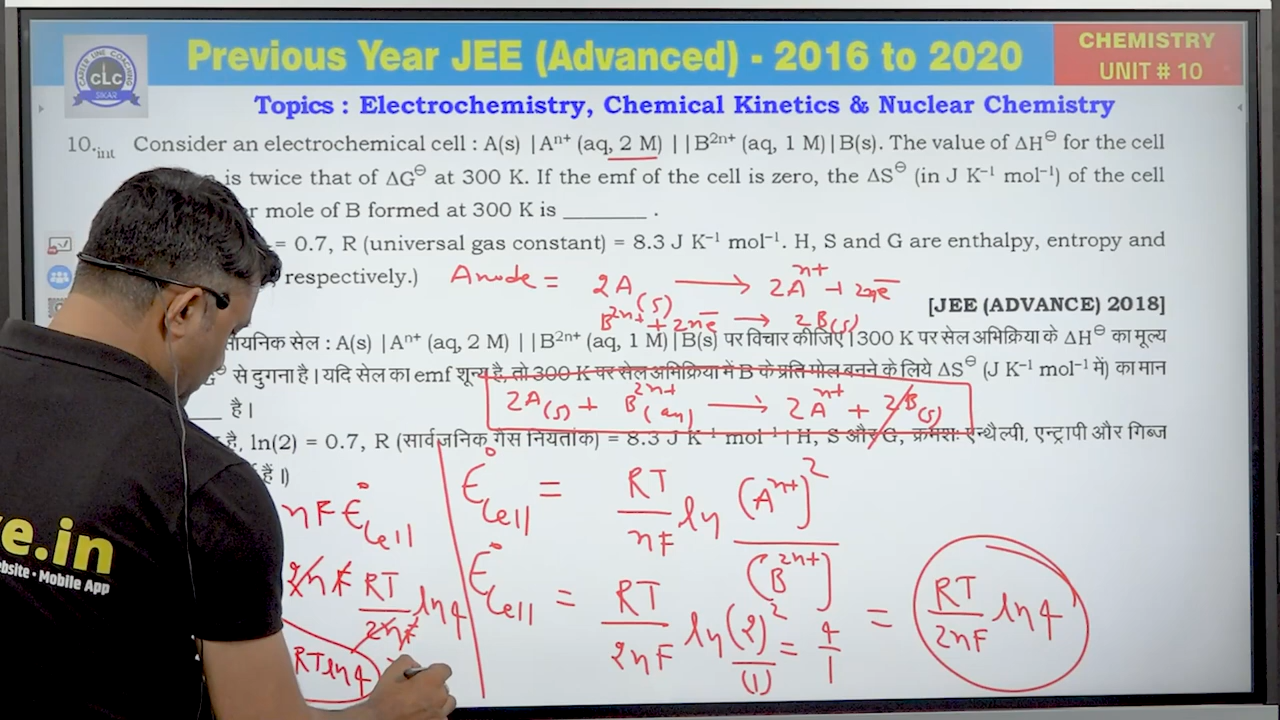 Previous Year JEE (Advanced) - 2016 to 2020
CHEMISTRY
UNIT # 10
CAREER LINE COACHING
CLC
SIKAR
Topics : Electrochemistry, Chemical Kinetics & Nuclear Chemistry
10.int Consider an electrochemical cell : A(s) |Aⁿ⁺ (aq, 2 M) ||B²ⁿ⁺ (aq, 1 M)|B(s). The value of ΔH⊖ for the cell
is twice that of ΔG⊖ at 300 K. If the emf of the cell is zero, the ΔS⊖ (in J K⁻¹ mol⁻¹) of the cell
mole of B formed at 300 K is ________ .
= 0.7, R (universal gas constant) = 8.3 J K⁻¹ mol⁻¹. H, S and G are enthalpy, entropy and
respectively.) Anode = 2A(s) ⟶ 2Aⁿ⁺ + 2ne⁻
[JEE (ADVANCE) 2018]
B²ⁿ⁺ + 2ne⁻ → 2B(s)
सेल : A(s) |Aⁿ⁺ (aq, 2 M) ||B²ⁿ⁺ (aq, 1 M)|B(s) पर विचार कीजिए। 300 K पर सेल अभिक्रिया के ΔH⊖ का मूल्य
से दुगना है। यदि सेल का emf शून्य है, तो 300 K पर सेल अभिक्रिया में B के प्रति मोल बनने के लिये ΔS⊖ (J K⁻¹ mol⁻¹ में) का मान
है।
2A(s) + B²ⁿ⁺(aq) ⟶ 2Aⁿ⁺ + 2B(s)
है, ln(2) = 0.7, R (सार्वजनिक गैस नियतांक) = 8.3 J K⁻¹ mol⁻¹। H, S और G, क्रमशः एन्थैल्पी, एन्ट्रापी और गिब्ज
हैं।)
nFE°cell
E°cell = RT/nF ln (Aⁿ⁺)²/(B²ⁿ⁺)
2nF RT/2nF ln4
E°cell = RT/2nF ln (2)²/(1) = 4/1 = RT/2nF ln4
RTln4
e.in
ebsite • Mobile App